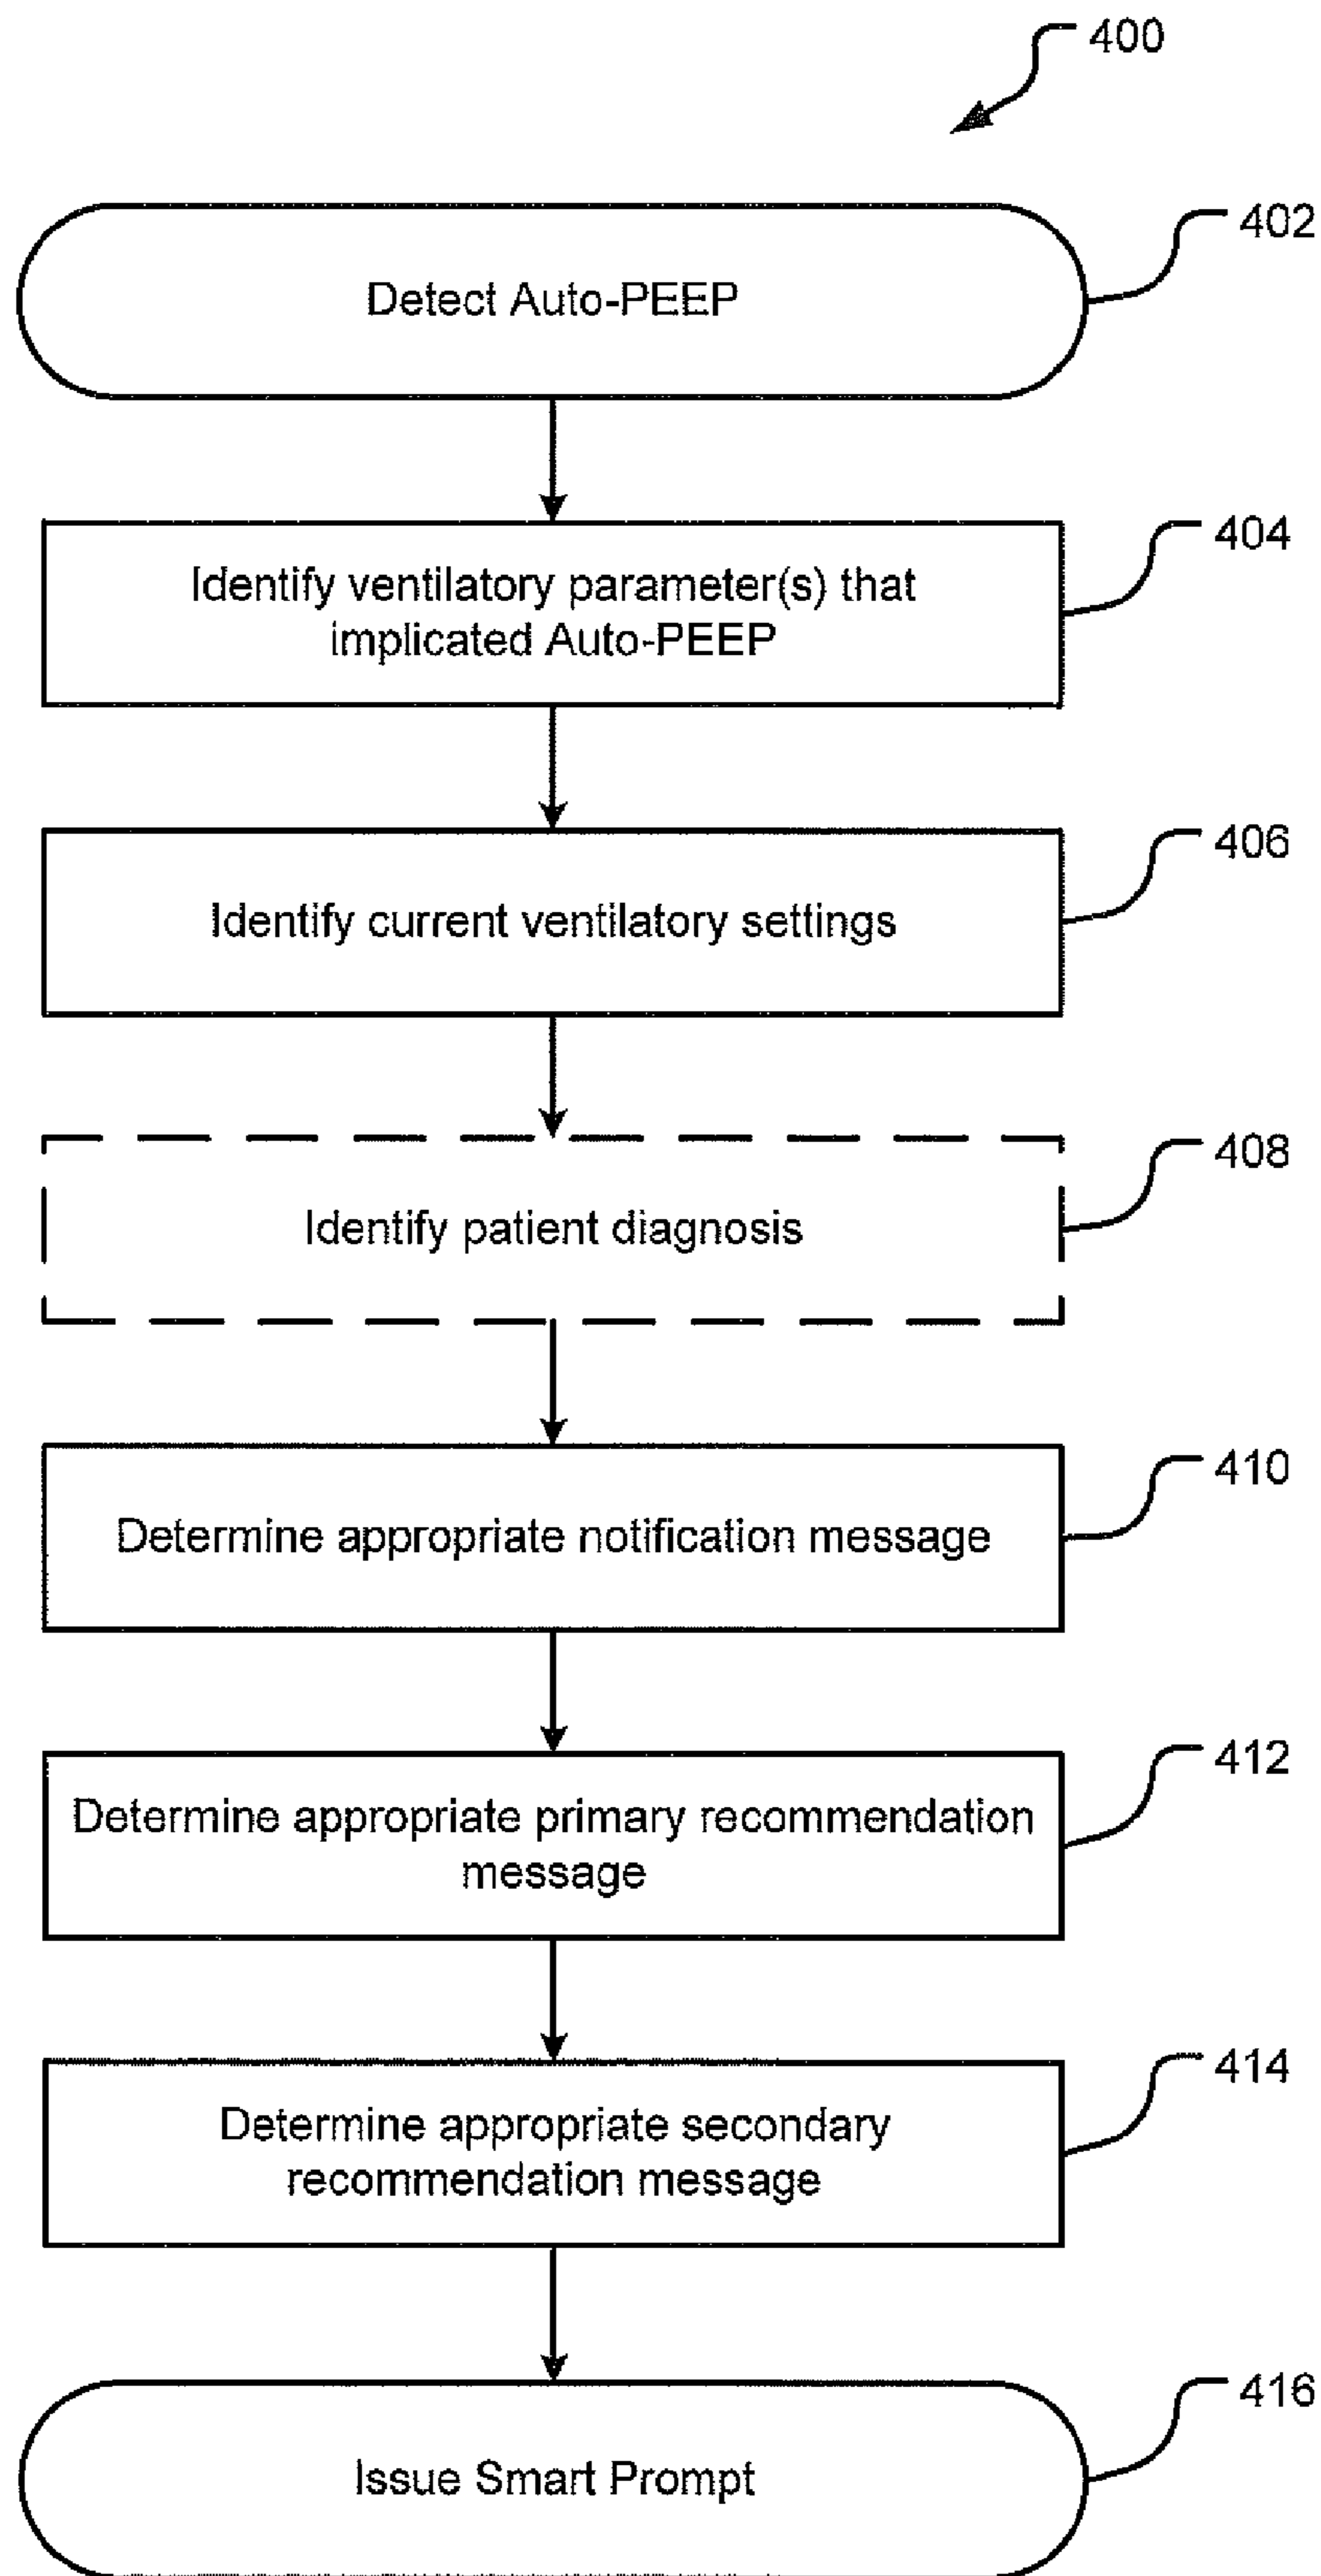 400
Detect Auto-PEEP
402
Identify ventilatory parameter(s) that
implicated Auto-PEEP
404
Identify current ventilatory settings
406
Identify patient diagnosis
408
Determine appropriate notification message
410
Determine appropriate primary recommendation
message
412
Determine appropriate secondary
recommendation message
414
Issue Smart Prompt
416